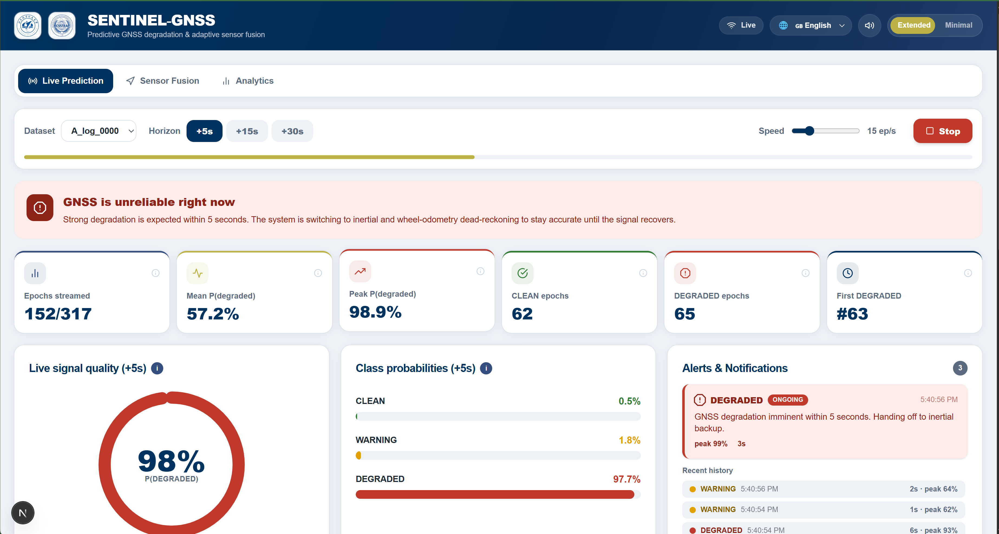 SENTINEL-GNSS
Predictive GNSS degradation & adaptive sensor fusion
RCSSTEAP
Live
GB English
Extended
Minimal
Live Prediction
Sensor Fusion
Analytics
Dataset
A_log_0000
Horizon
+5s
+15s
+30s
Speed
15 ep/s
Stop
GNSS is unreliable right now
Strong degradation is expected within 5 seconds. The system is switching to inertial and wheel-odometry dead-reckoning to stay accurate until the signal recovers.
Epochs streamed
152/317
Mean P(degraded)
57.2%
Peak P(degraded)
98.9%
CLEAN epochs
62
DEGRADED epochs
65
First DEGRADED
#63
Live signal quality (+5s)
98%
P(DEGRADED)
Class probabilities (+5s)
CLEAN
0.5%
WARNING
1.8%
DEGRADED
97.7%
Alerts & Notifications
3
DEGRADED
ONGOING
5:40:56 PM
GNSS degradation imminent within 5 seconds. Handing off to inertial
backup.
peak 99%
3s
Recent history
WARNING 5:40:56 PM
2s · peak 64%
WARNING 5:40:54 PM
1s · peak 62%
DEGRADED 5:40:54 PM
6s · peak 93%
N